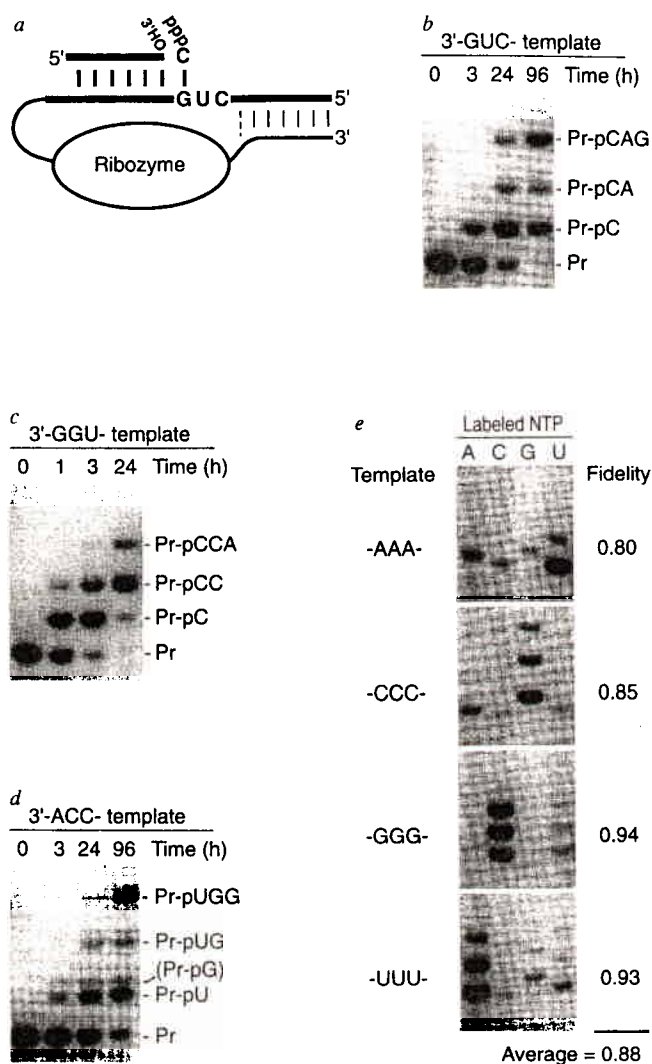 a
5'
3'HO
pppC
GUC
5'
3'
Ribozyme
b
3'-GUC- template
0 3 24 96 Time (h)
Pr-pCAG
Pr-pCA
Pr-pC
Pr
c
3'-GGU- template
0 1 3 24 Time (h)
Pr-pCCA
Pr-pCC
Pr-pC
Pr
d
3'-ACC- template
0 3 24 96 Time (h)
Pr-pUGG
Pr-pUG
(Pr-pG)
Pr-pU
Pr
e
Labeled NTP
A C G U
Template Fidelity
-AAA- 0.80
-CCC- 0.85
-GGG- 0.94
-UUU- 0.93
Average = 0.88